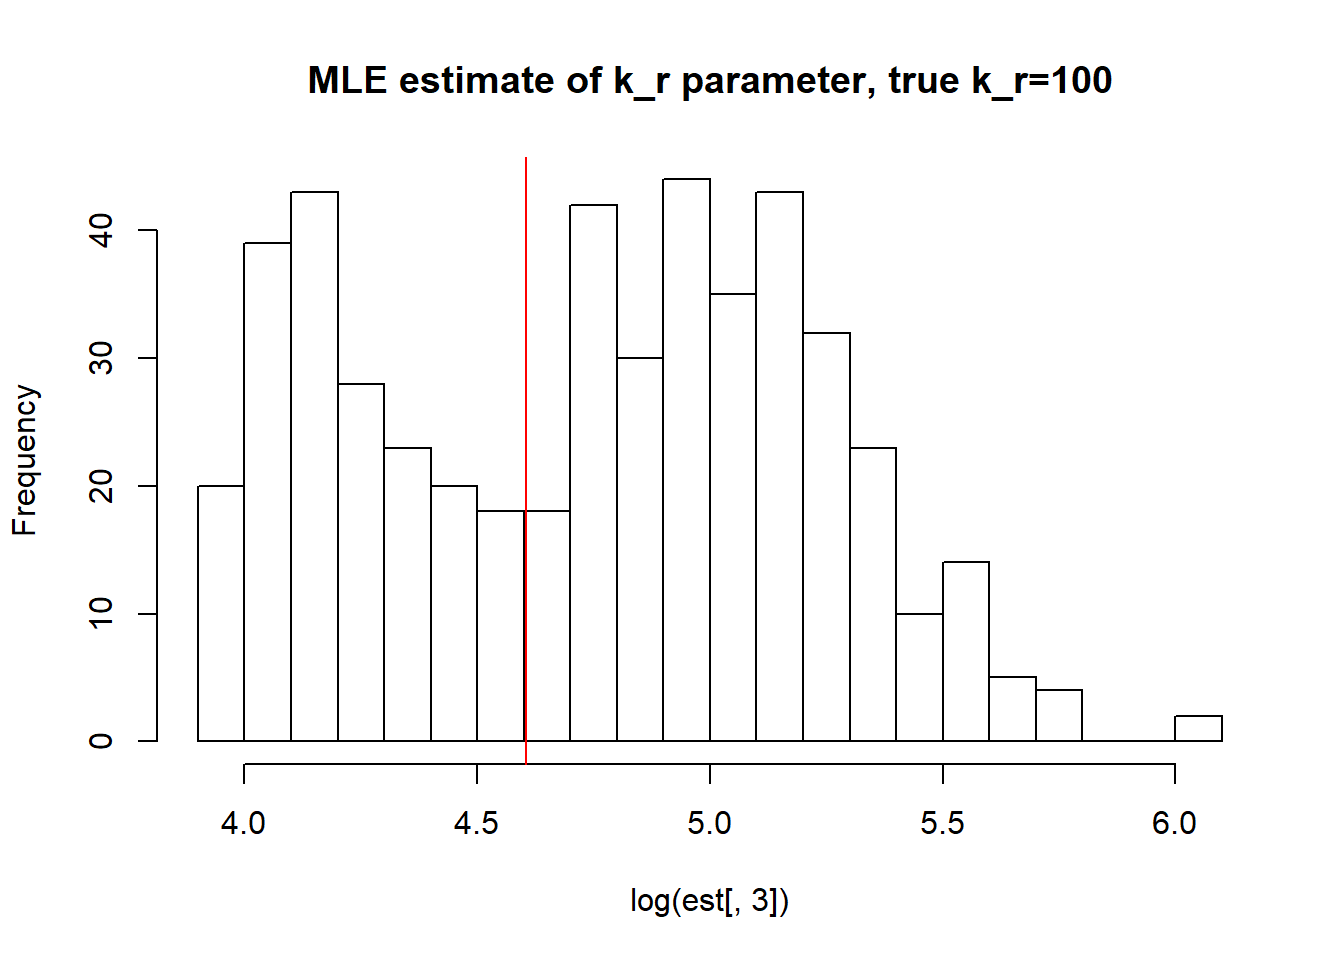 MLE estimate of k_r parameter, true k_r=100
Frequency
40
30
20
10
0
4.0 4.5 5.0 5.5 6.0
log(est[, 3])